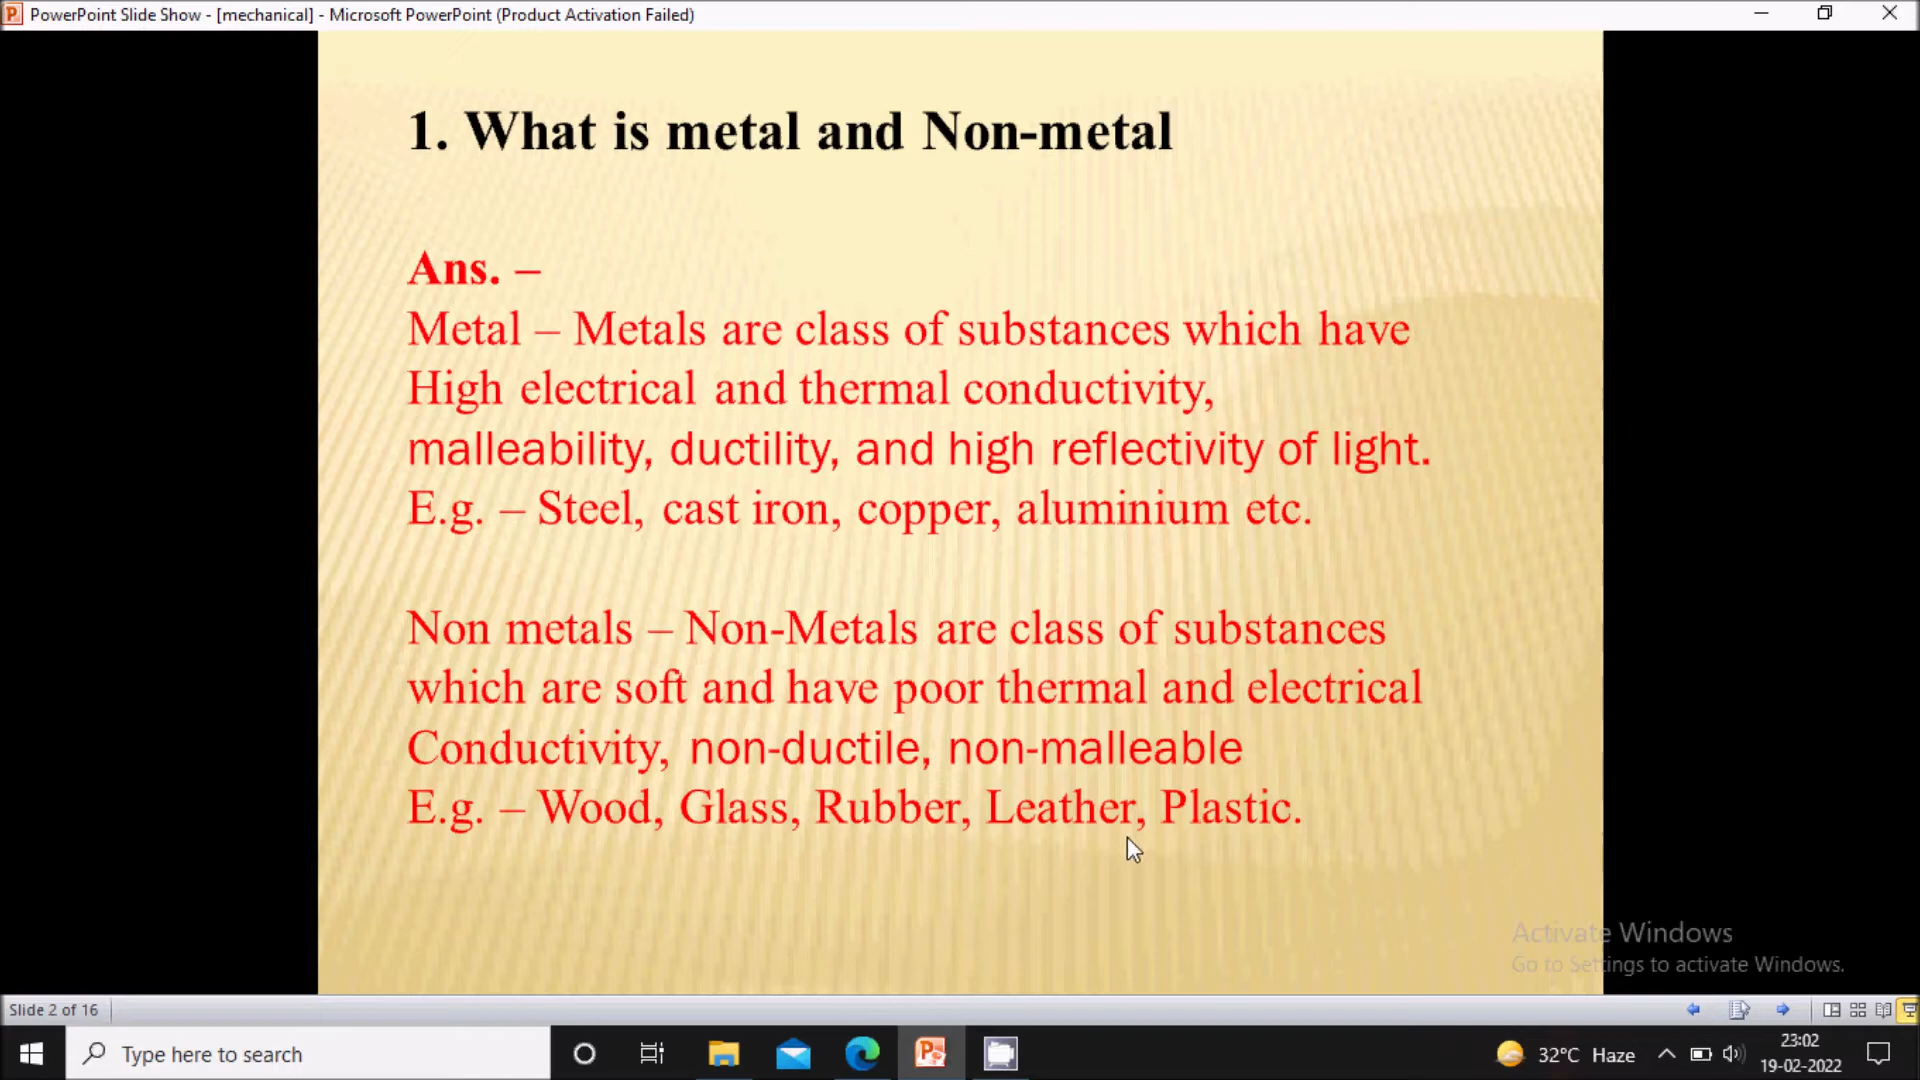 PowerPoint Slide Show - [mechanical] - Microsoft PowerPoint (Product Activation Failed)
1. What is metal and Non-metal
Ans. –
Metal – Metals are class of substances which have
High electrical and thermal conductivity,
malleability, ductility, and high reflectivity of light.
E.g. – Steel, cast iron, copper, aluminium etc.
Non metals – Non-Metals are class of substances
which are soft and have poor thermal and electrical
Conductivity, non-ductile, non-malleable
E.g. – Wood, Glass, Rubber, Leather, Plastic.
Activate Windows
Go to Settings to activate Windows.
Slide 2 of 16
Type here to search
32°C Haze
23:02
19-02-2022